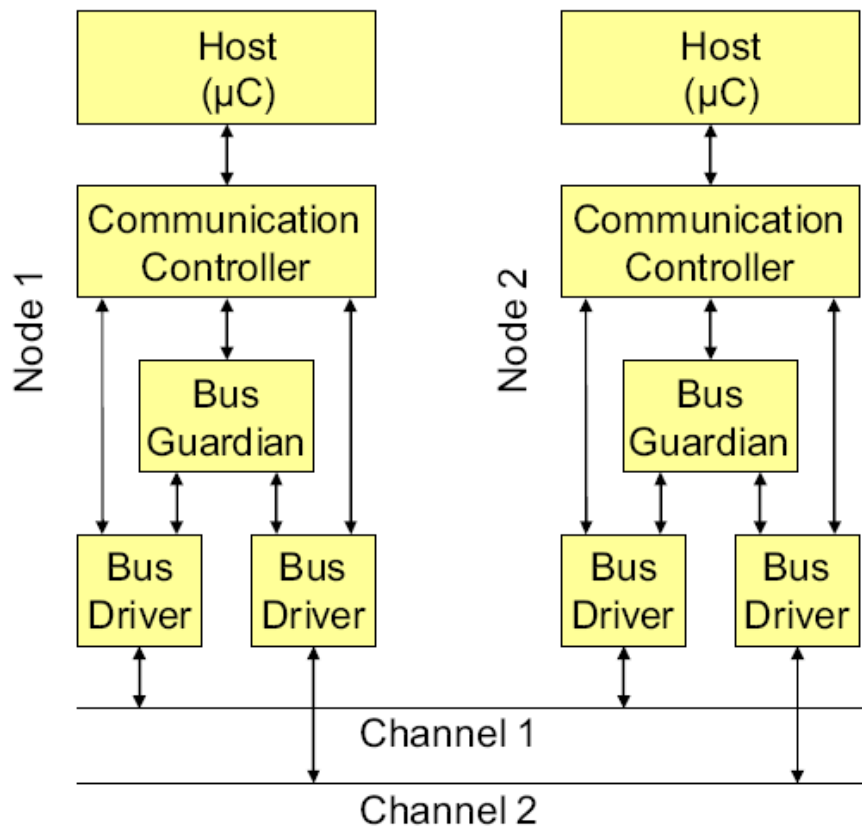 Host
(µC)
Host
(µC)
Communication
Controller
Communication
Controller
Node 1
Node 2
Bus
Guardian
Bus
Guardian
Bus
Driver
Bus
Driver
Bus
Driver
Bus
Driver
Channel 1
Channel 2